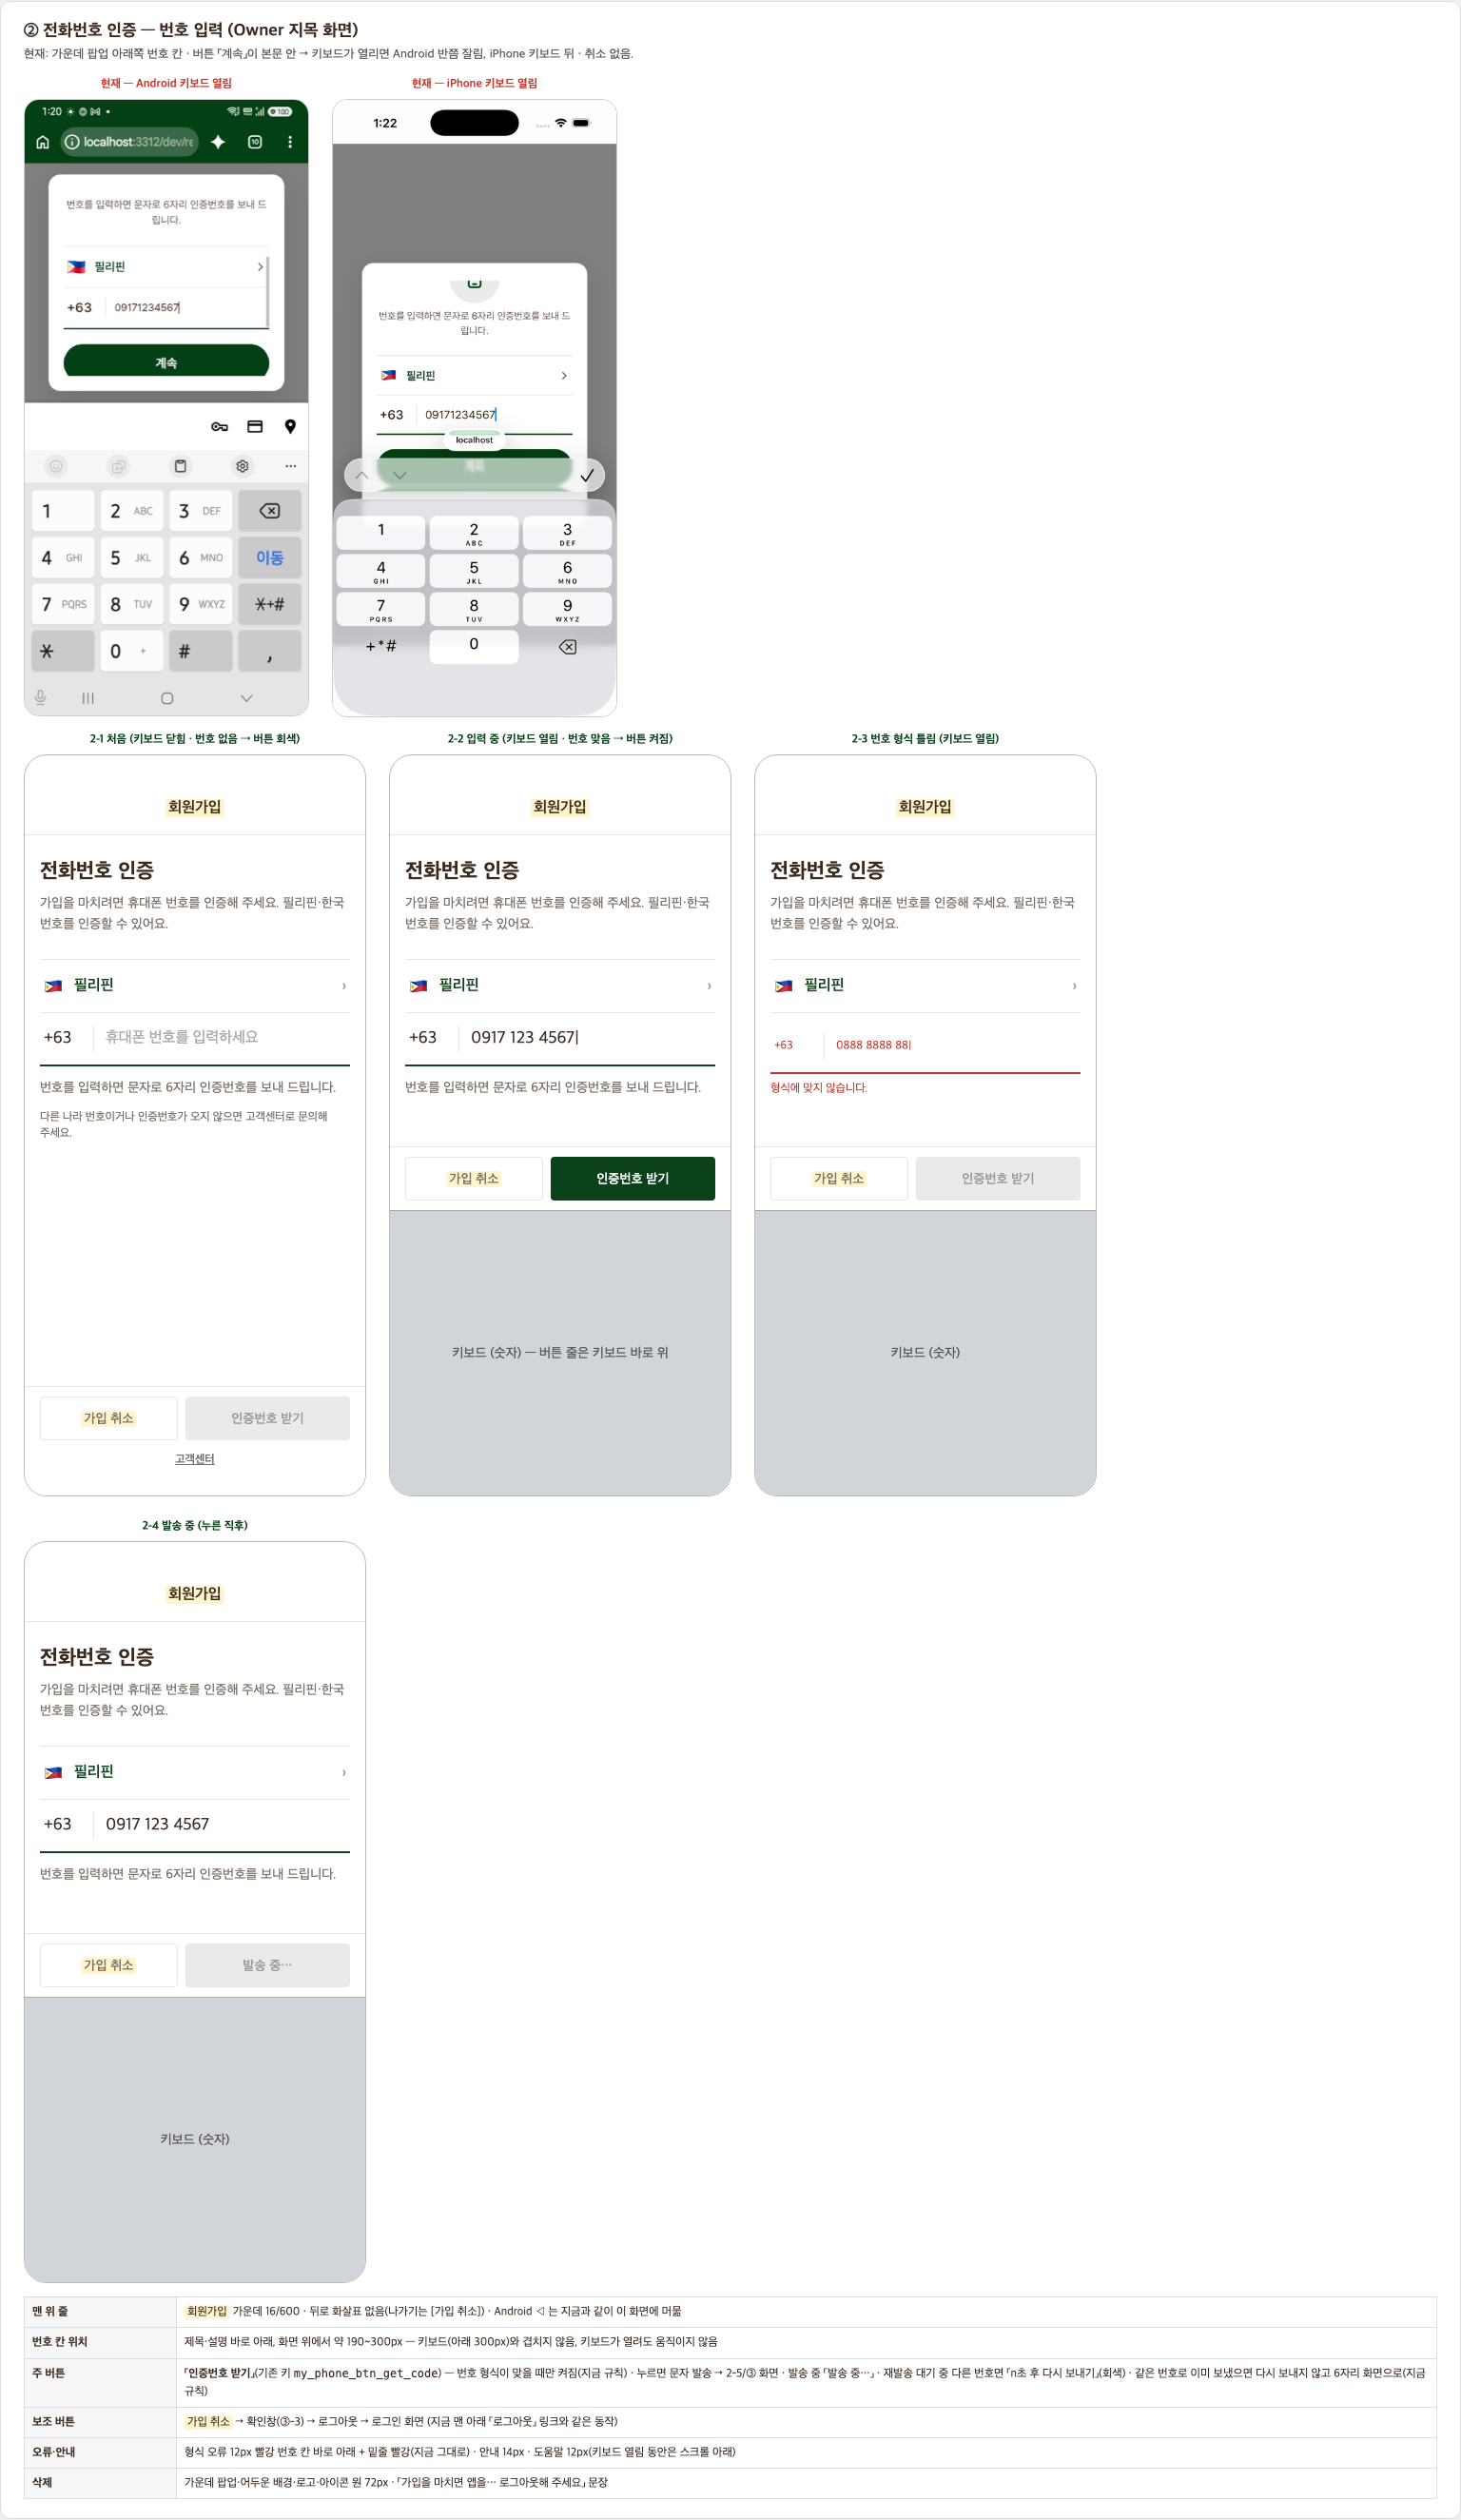 ② 전화번호 인증 — 번호 입력 (Owner 지목 화면)
현재: 가운데 팝업 아래쪽 번호 칸 · 버튼 「계속」이 본문 안 → 키보드가 열리면 Android 반쯤 잘림, iPhone 키보드 뒤 · 취소 없음.
현재 — Android 키보드 열림
1:20
100
localhost:3312/dev/re
10
번호를 입력하면 문자로 6자리 인증번호를 보내 드
립니다.
필리핀
+63 09171234567
계속
1 2 ABC 3 DEF
4 GHI 5 JKL 6 MNO 이동
7 PQRS 8 TUV 9 WXYZ *+#
* 0 + # ,
현재 — iPhone 키보드 열림
1:22
번호를 입력하면 문자로 6자리 인증번호를 보내 드
립니다.
필리핀
+63 09171234567
localhost
계속
1 2 3
ABC DEF
4 5 6
GHI JKL MNO
7 8 9
PQRS TUV WXYZ
+*# 0
2-1 처음 (키보드 닫힘 · 번호 없음 → 버튼 회색)
회원가입
전화번호 인증
가입을 마치려면 휴대폰 번호를 인증해 주세요. 필리핀·한국
번호를 인증할 수 있어요.
필리핀 ›
+63 휴대폰 번호를 입력하세요
번호를 입력하면 문자로 6자리 인증번호를 보내 드립니다.
다른 나라 번호이거나 인증번호가 오지 않으면 고객센터로 문의해
주세요.
가입 취소 인증번호 받기
고객센터
2-2 입력 중 (키보드 열림 · 번호 맞음 → 버튼 켜짐)
회원가입
전화번호 인증
가입을 마치려면 휴대폰 번호를 인증해 주세요. 필리핀·한국
번호를 인증할 수 있어요.
필리핀 ›
+63 0917 123 4567|
번호를 입력하면 문자로 6자리 인증번호를 보내 드립니다.
가입 취소 인증번호 받기
키보드 (숫자) — 버튼 줄은 키보드 바로 위
2-3 번호 형식 틀림 (키보드 열림)
회원가입
전화번호 인증
가입을 마치려면 휴대폰 번호를 인증해 주세요. 필리핀·한국
번호를 인증할 수 있어요.
필리핀 ›
+63 0888 8888 88|
형식에 맞지 않습니다.
가입 취소 인증번호 받기
키보드 (숫자)
2-4 발송 중 (누른 직후)
회원가입
전화번호 인증
가입을 마치려면 휴대폰 번호를 인증해 주세요. 필리핀·한국
번호를 인증할 수 있어요.
필리핀 ›
+63 0917 123 4567
번호를 입력하면 문자로 6자리 인증번호를 보내 드립니다.
가입 취소 발송 중…
키보드 (숫자)
맨 위 줄 회원가입 가운데 16/600 · 뒤로 화살표 없음(나가기는 [가입 취소]) · Android ◁ 는 지금과 같이 이 화면에 머묾
번호 칸 위치 제목·설명 바로 아래, 화면 위에서 약 190~300px — 키보드(아래 300px)와 겹치지 않음, 키보드가 열려도 움직이지 않음
주 버튼 「인증번호 받기」(기존 키 my_phone_btn_get_code) — 번호 형식이 맞을 때만 켜짐(지금 규칙) · 누르면 문자 발송 → 2-5/③ 화면 · 발송 중 「발송 중…」 · 재발송 대기 중 다른 번호면 「n초 후 다시 보내기」(회색) · 같은 번호로 이미 보냈으면 다시 보내지 않고 6자리 화면으로(지금
규칙)
보조 버튼 가입 취소 → 확인창(③-3) → 로그아웃 → 로그인 화면 (지금 맨 아래 「로그아웃」 링크와 같은 동작)
오류·안내 형식 오류 12px 빨강 번호 칸 바로 아래 + 밑줄 빨강(지금 그대로) · 안내 14px · 도움말 12px(키보드 열림 동안은 스크롤 아래)
삭제 가운데 팝업·어두운 배경·로고·아이콘 원 72px · 「가입을 마치면 앱을… 로그아웃해 주세요」 문장